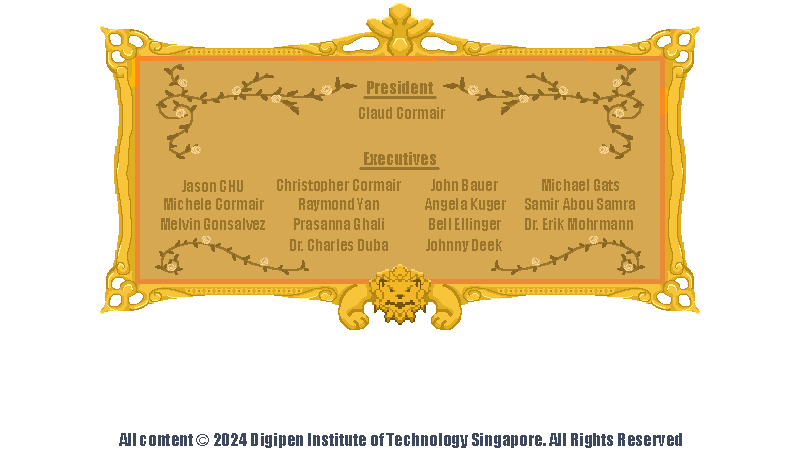 President
Claud Cormair
Executives
Jason CHU Christopher Cormair John Bauer Michael Gats
Michele Cormair Raymond Yan Angela Kuger Samir Abou Samra
Melvin Gonsalvez Prasanna Ghali Bell Ellinger Dr. Erik Mohrmann
Dr. Charles Duba Johnny Deek
All content © 2024 Digipen Institute of Technology Singapore. All Rights Reserved